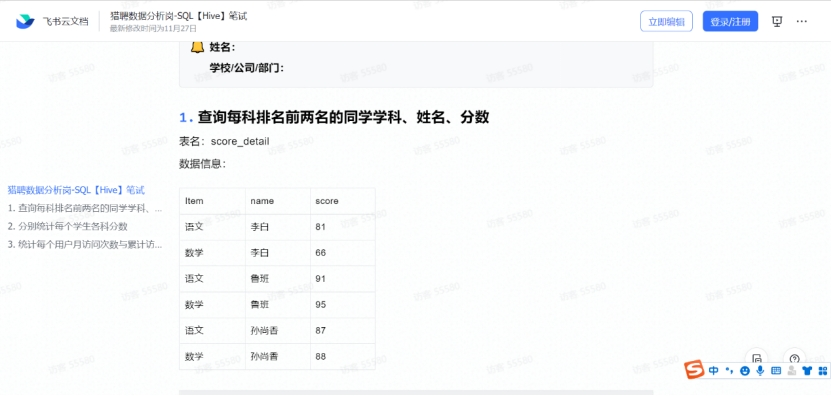 飞书云文档
猎聘数据分析岗-SQL【Hive】笔试
最新修改时间为11月27日
立即编辑
登录/注册
姓名：
学校/公司/部门：
1. 查询每科排名前两名的同学学科、姓名、分数
表名：score_detail
数据信息：
猎聘数据分析岗-SQL【Hive】笔试
1. 查询每科排名前两名的同学学科、...
2. 分别统计每个学生各科分数
3. 统计每个用户月访问次数与累计访...
Item name score
语文 李白 81
数学 李白 66
语文 鲁班 91
数学 鲁班 95
语文 孙尚香 87
数学 孙尚香 88
中
访客 55580